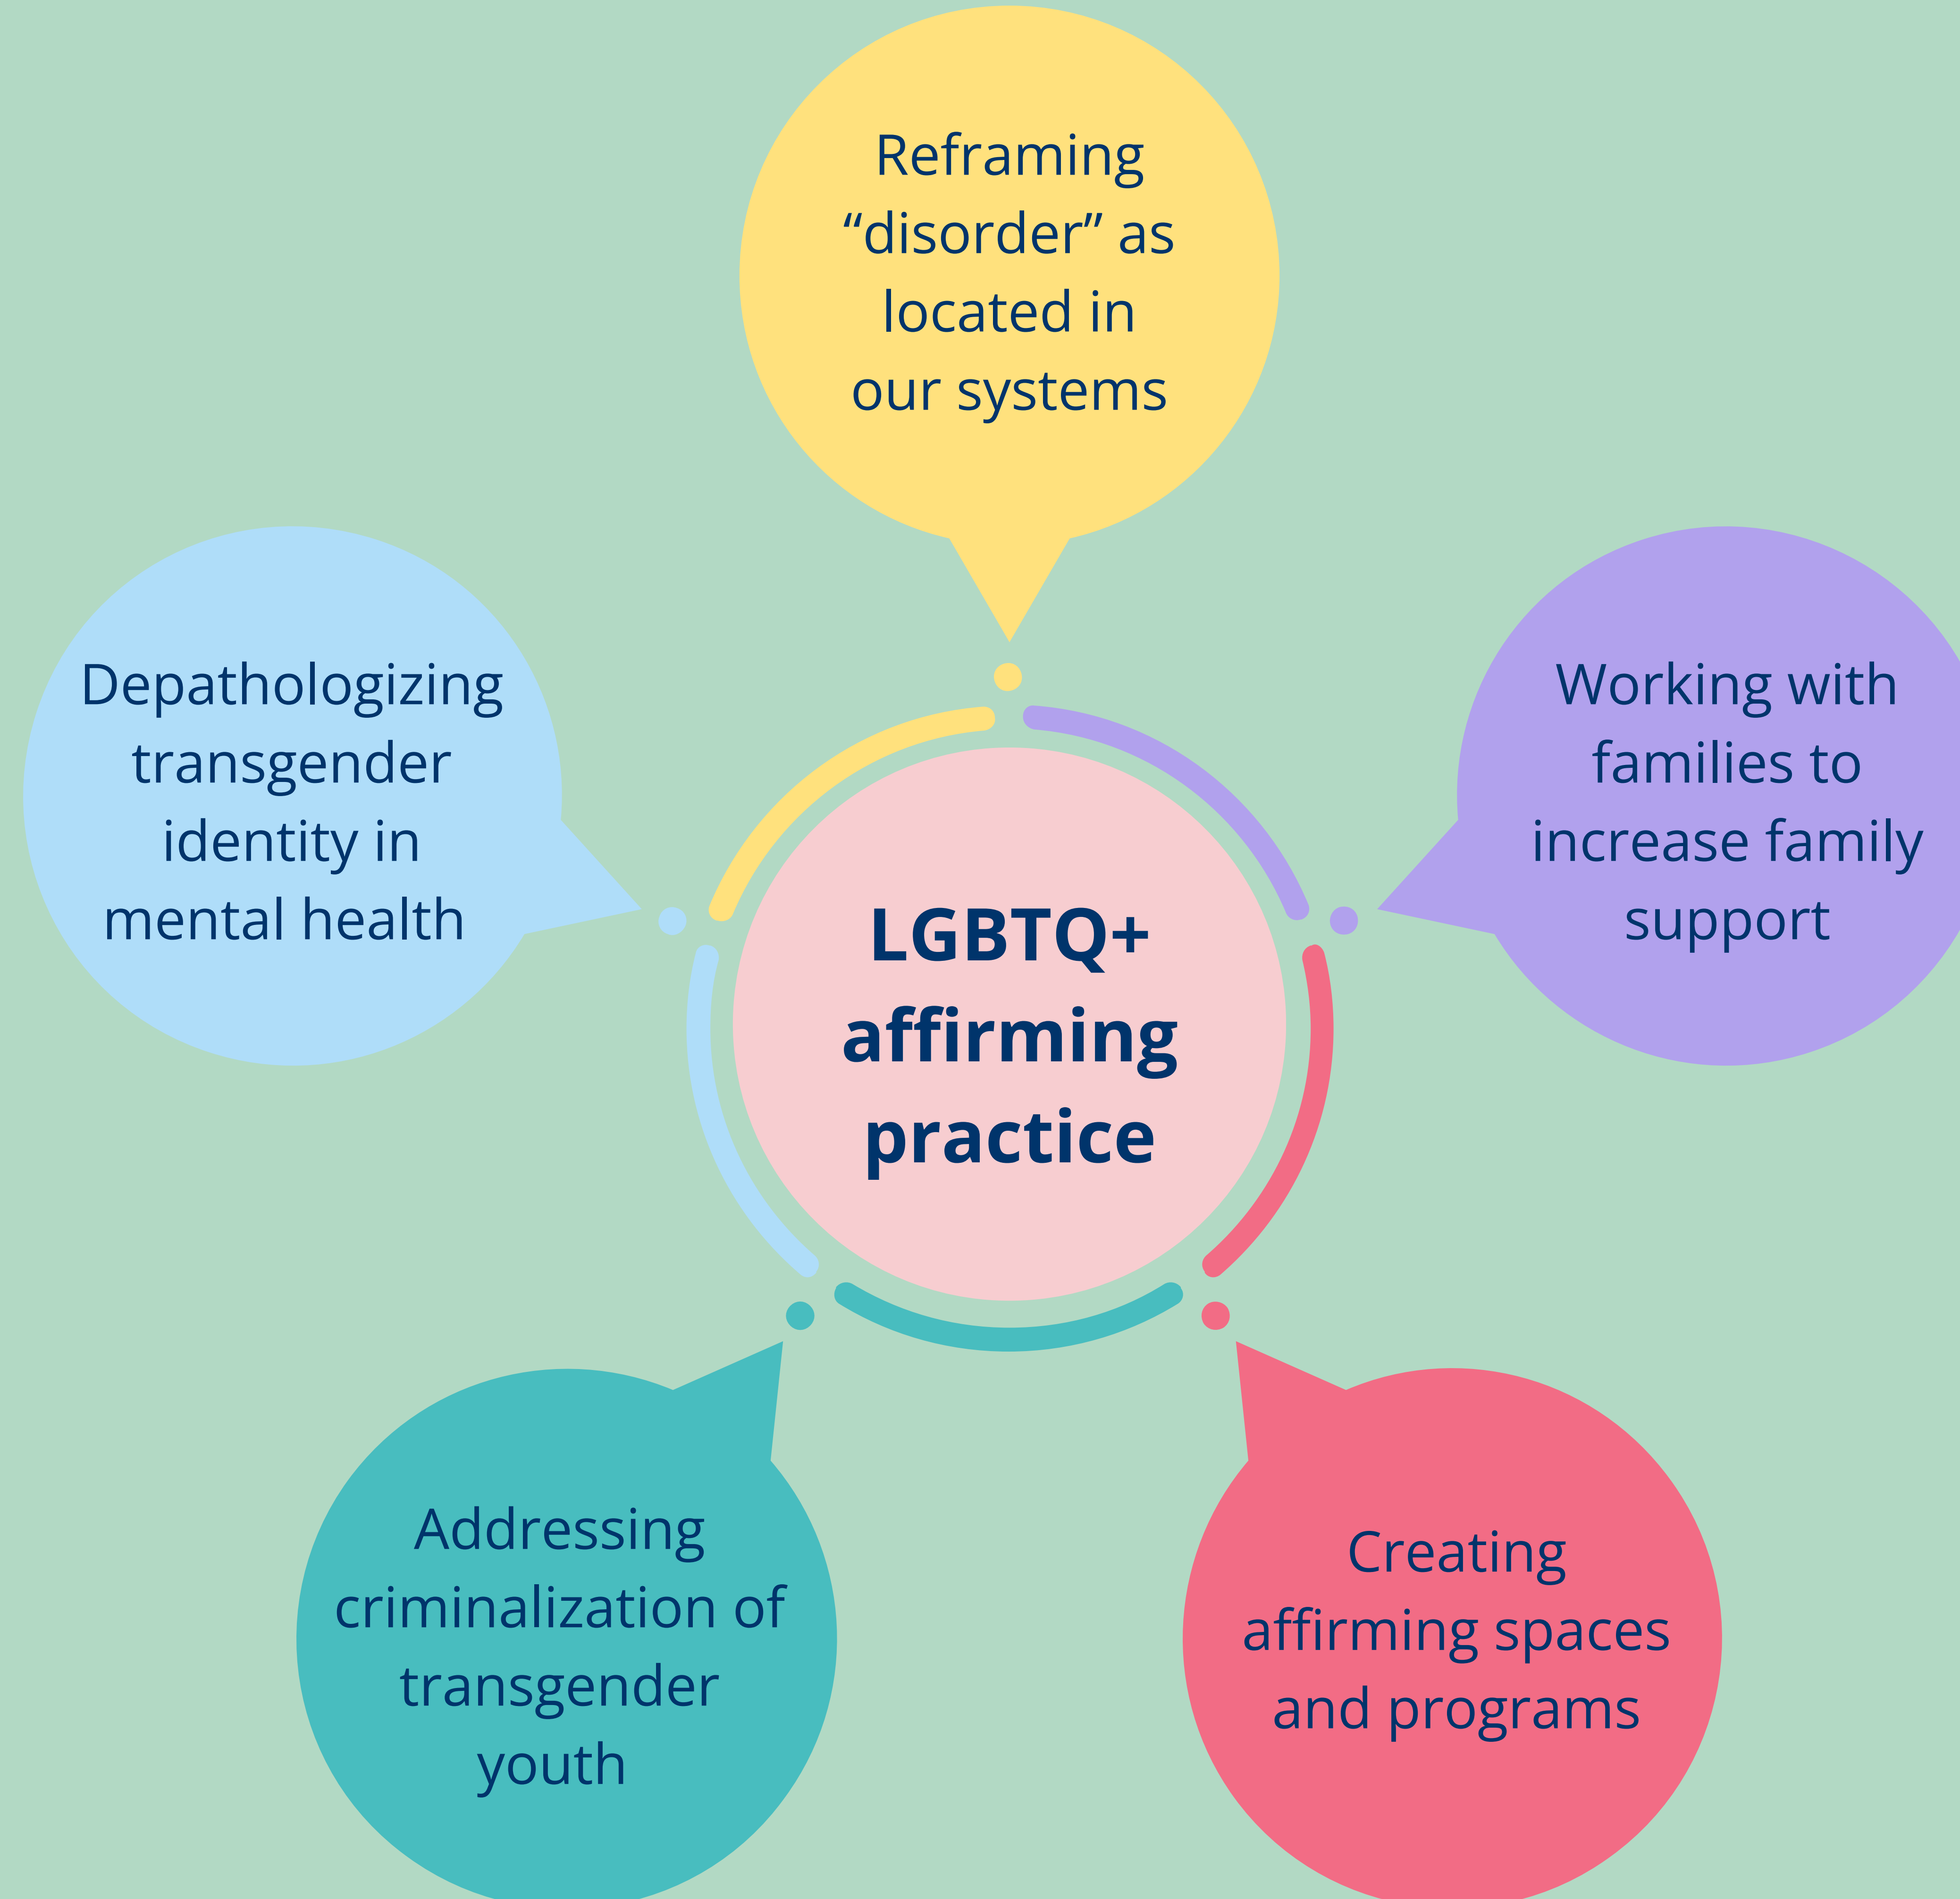 Reframing
“disorder” as
located in
our systems
Depathologizing
transgender
identity in
mental health
Working with
families to
increase family
support
LGBTQ+
affirming
practice
Addressing
criminalization of
transgender
youth
Creating
affirming spaces
and programs